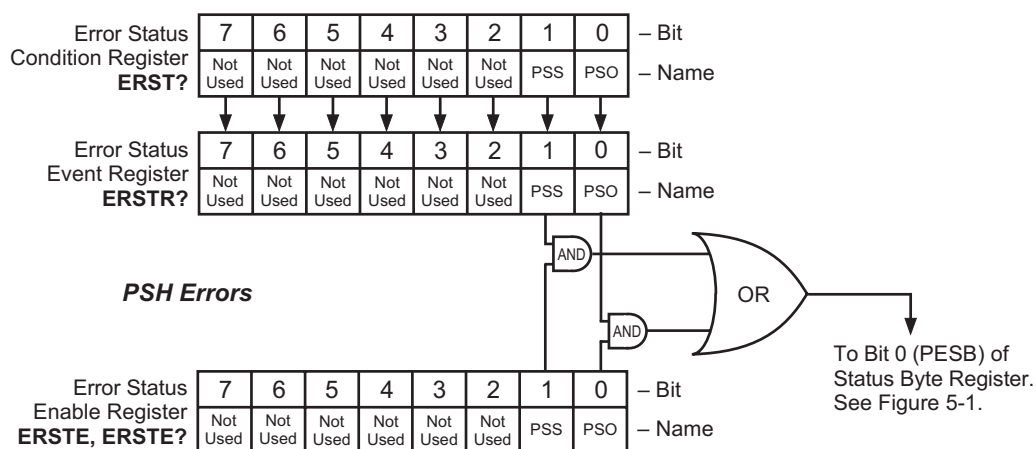 Error Status
Condition Register
ERST?
7 6 5 4 3 2 1 0 – Bit
Not Used Not Used Not Used Not Used Not Used Not Used PSS PSO – Name
Error Status
Event Register
ERSTR?
7 6 5 4 3 2 1 0 – Bit
Not Used Not Used Not Used Not Used Not Used Not Used PSS PSO – Name
AND
OR
PSH Errors
AND
To Bit 0 (PESB) of
Status Byte Register.
See Figure 5-1.
Error Status
Enable Register
ERSTE, ERSTE?
7 6 5 4 3 2 1 0 – Bit
Not Used Not Used Not Used Not Used Not Used Not Used PSS PSO – Name